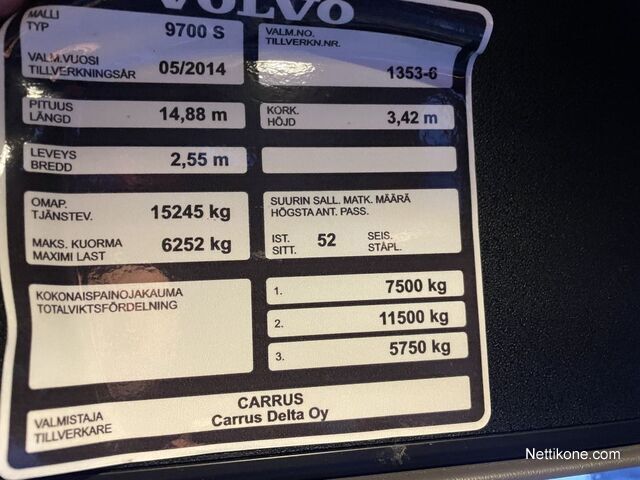 VOLVO
MALLI
TYP 9700 S
VALM.NO.
TILLVERKN.NR.
1353-6
VALM.VUOSI
TILLVERKNINGSÅR 05/2014
PITUUS
LÄNGD 14,88 m
KORK.
HÖJD 3,42 m
LEVEYS
BREDD 2,55 m
OMAP.
TJÄNSTEV. 15245 kg
MAKS. KUORMA
MAXIMI LAST 6252 kg
SUURIN SALL. MATK. MÄÄRÄ
HÖGSTA ANT. PASS.
IST.
SITT. 52
SEIS.
STÅPL.
KOKONAISPAINOJAKAUMA
TOTALVIKTSFÖRDELNING
1. 7500 kg
2. 11500 kg
3. 5750 kg
VALMISTAJA
TILLVERKARE
CARRUS
Carrus Delta Oy
Nettikone.com